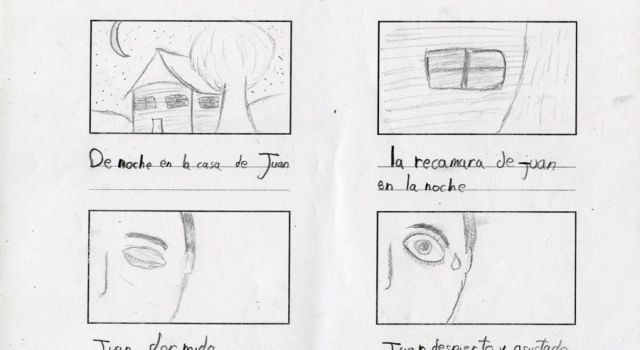 De noche en la casa de Juan
la recamara de Juan
en la noche
Juan dormido
Juan despierto y asustado